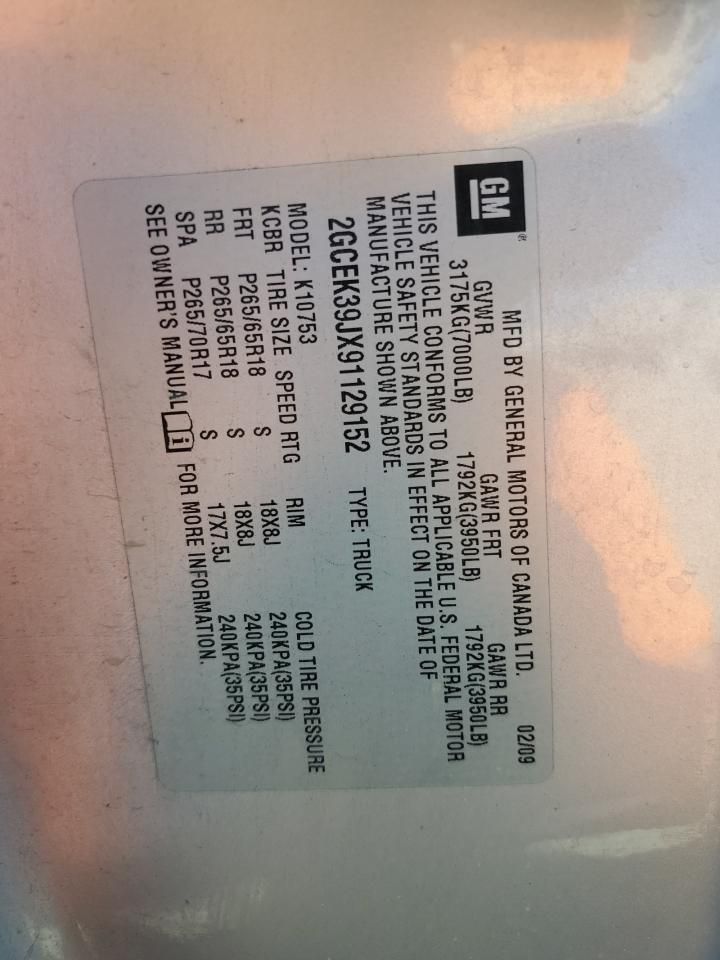 GM®
MFD BY GENERAL MOTORS OF CANADA LTD. 02/09
GVWR GAWR FRT GAWR RR
3175KG(7000LB) 1792KG(3950LB) 1792KG(3950LB)
THIS VEHICLE CONFORMS TO ALL APPLICABLE U.S. FEDERAL MOTOR
VEHICLE SAFETY STANDARDS IN EFFECT ON THE DATE OF
MANUFACTURE SHOWN ABOVE.
2GCEK39JX91129152 TYPE: TRUCK
MODEL: K10753
KCBR TIRE SIZE SPEED RTG RIM COLD TIRE PRESSURE
FRT P265/65R18 S 18X8J 240KPA(35PSI)
RR P265/65R18 S 18X8J 240KPA(35PSI)
SPA P265/70R17 S 17X7.5J 240KPA(35PSI)
SEE OWNER'S MANUAL i FOR MORE INFORMATION.